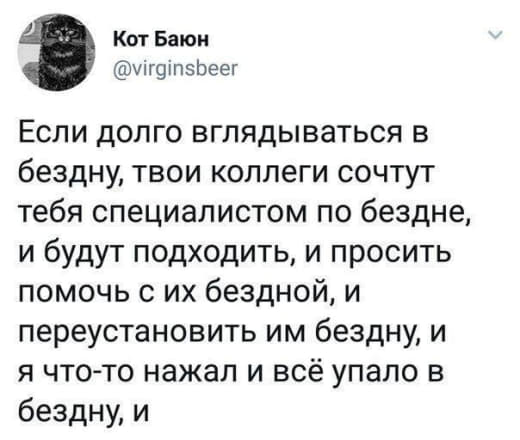 Кот Баюн
@virginsbeer
Если долго вглядываться в
бездну, твои коллеги сочтут
тебя специалистом по бездне,
и будут подходить, и просить
помочь с их бездной, и
переустановить им бездну, и
я что-то нажал и всё упало в
бездну, и